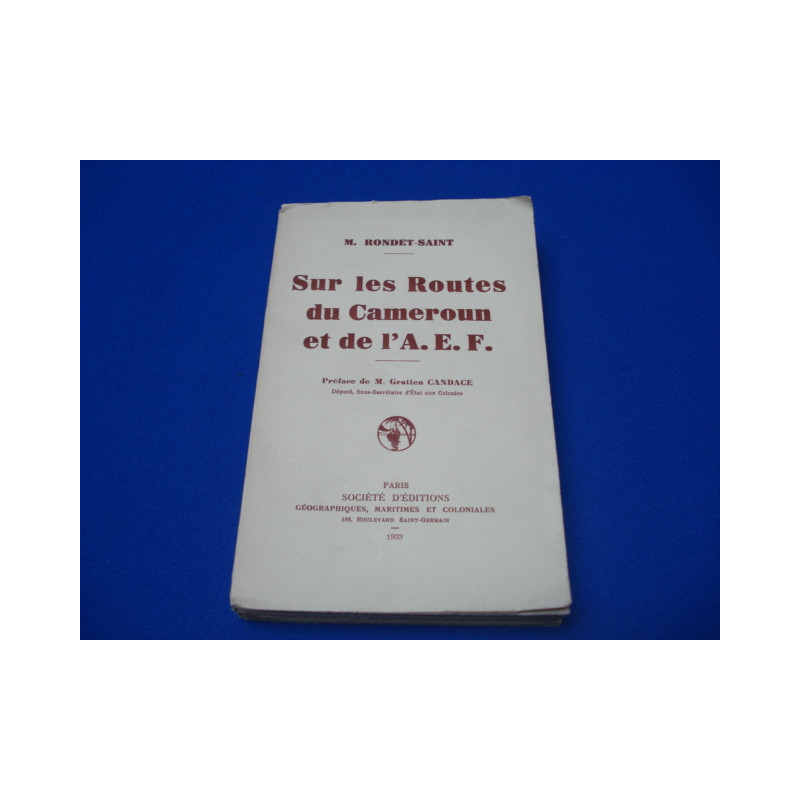 M. RONDET-SAINT
Sur les Routes
du Cameroun
et de l'A. E. F.
Préface de M. Gratien CANDACE
Député, Sous-Secrétaire d'État aux Colonies
PARIS
SOCIÉTÉ D'ÉDITIONS
GÉOGRAPHIQUES, MARITIMES ET COLONIALES
184, BOULEVARD SAINT-GERMAIN
1933